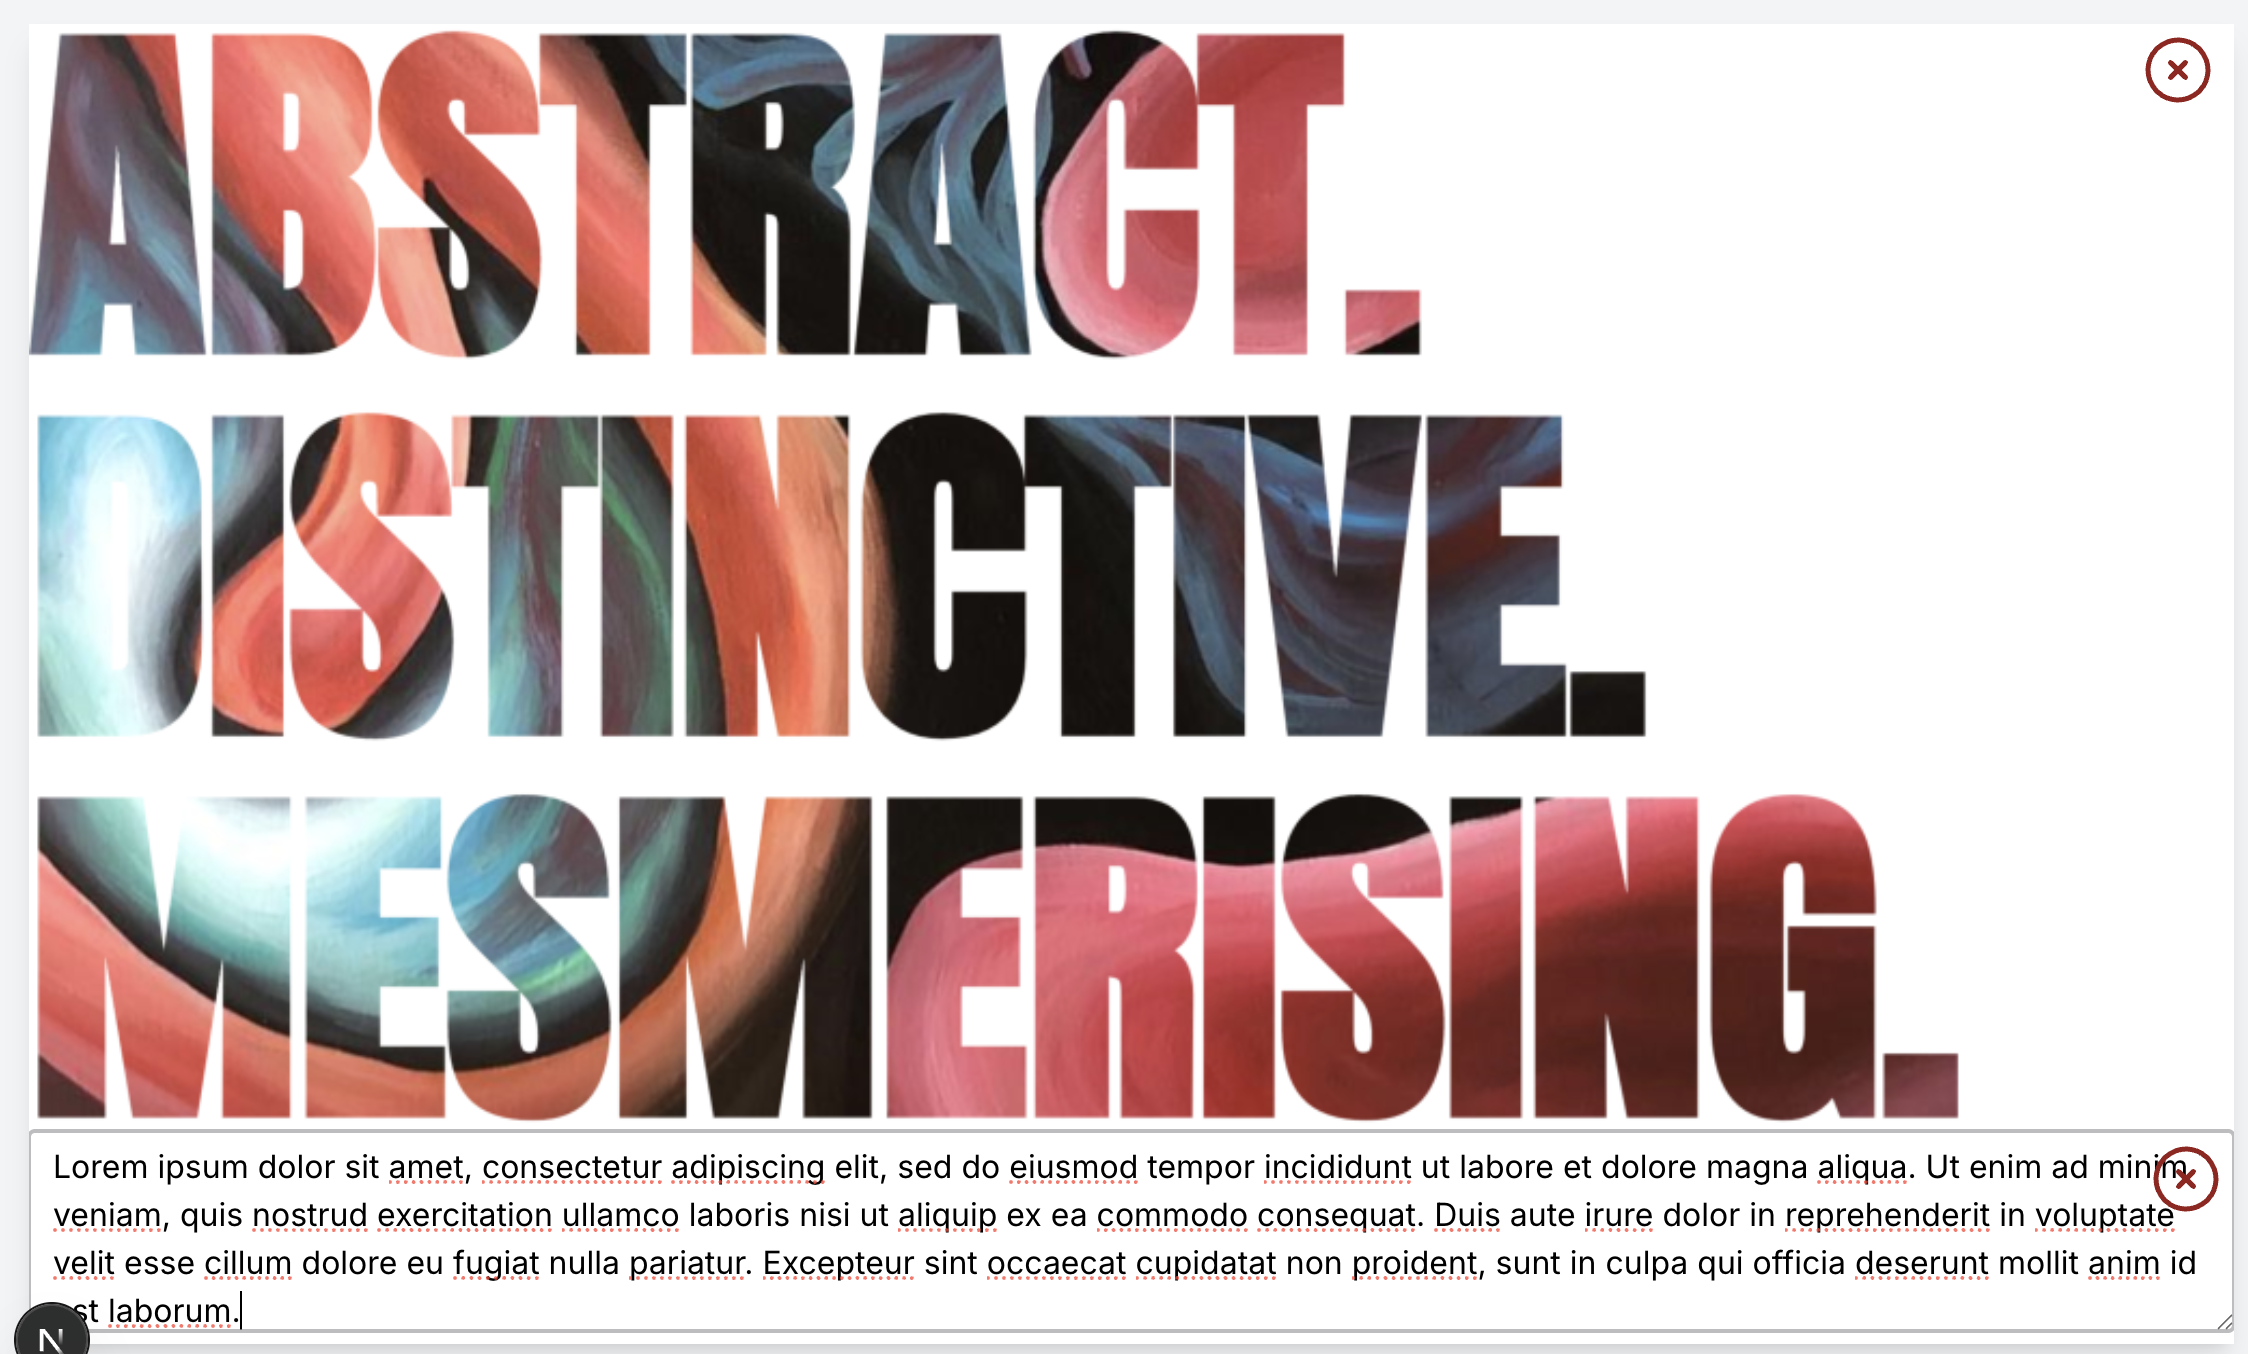 ABSTRACT.
DISTINCTIVE.
MESMERISING.
Lorem ipsum dolor sit amet, consectetur adipiscing elit, sed do eiusmod tempor incididunt ut labore et dolore magna aliqua. Ut enim ad minim
veniam, quis nostrud exercitation ullamco laboris nisi ut aliquip ex ea commodo consequat. Duis aute irure dolor in reprehenderit in voluptate
velit esse cillum dolore eu fugiat nulla pariatur. Excepteur sint occaecat cupidatat non proident, sunt in culpa qui officia deserunt mollit anim id
est laborum.
N